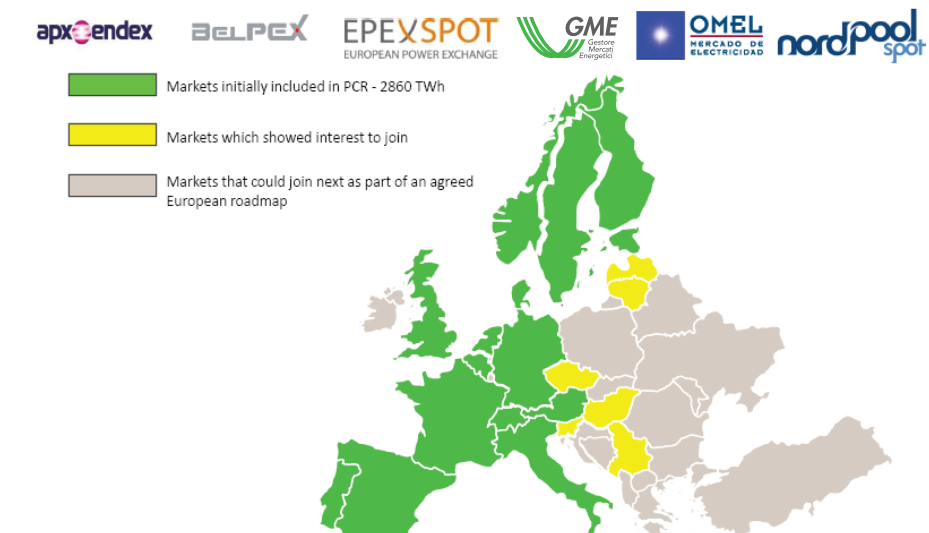 apx endex
BELPEX
EPEXSPOT
EUROPEAN POWER EXCHANGE
GME
Gestore
Mercati
Energetici
OMEL
MERCADO DE
ELECTRICIDAD
nordpool
spot
Markets initially included in PCR - 2860 TWh
Markets which showed interest to join
Markets that could join next as part of an agreed
European roadmap